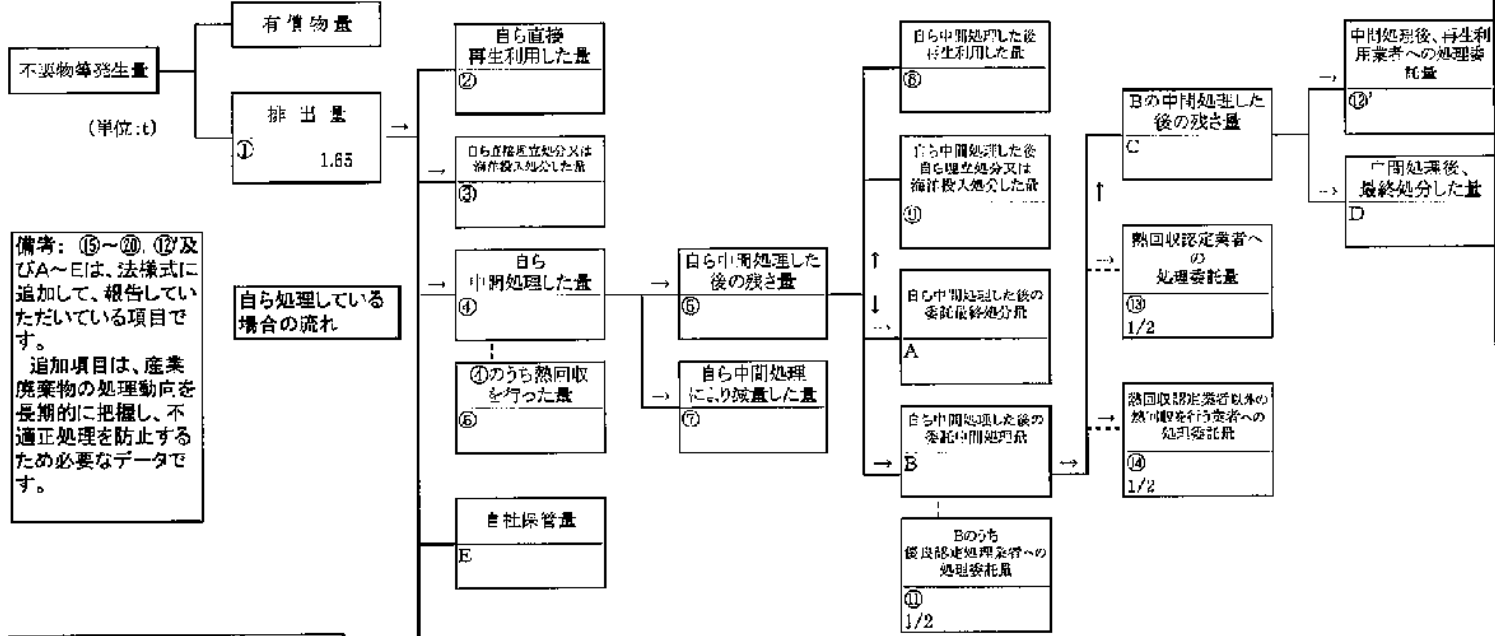 有償物量
不要物等発生量
(単位:t)
排出量
①
1.65
→
自ら直接
再生利用した量
②
→
自ら直接埋立処分又は
海洋投入処分した量
③
備考: ⑮~⑳, ⑫'及
びA~Eは、法様式に
追加して、報告してい
ただいている項目で
す。
追加項目は、産業
廃棄物の処理動向を
長期的に把握し、不
適正処理を防止する
ため必要なデータで
す。
自ら処理している
場合の流れ
→
自ら
中間処理した量
④
④のうち熱回収
を行った量
⑥
自社保管量
E
→
自ら中間処理した
後の残さ量
⑤
→
自ら中間処理
により減量した量
⑦
自ら中間処理した後
再生利用した量
⑧
自ら中間処理した後
自ら埋立処分又は
海洋投入処分した量
⑨
↑
↓
→
自ら中間処理した後の
委託最終処分量
A
→
自ら中間処理した後の
委託中間処理量
B
Bのうち
優良認定処理業者への
処理委託量
⑪
1/2
↔
Bの中間処理した
後の残さ量
C
↑
→
熱回収認定業者へ
の
処理委託量
⑬
1/2
→
熱回収認定業者以外の
熱回収を行う業者への
処理委託量
⑭
1/2
→
中間処理後、再生利
用業者への処理委
託量
⑫'
→
中間処理後、
最終処分した量
D